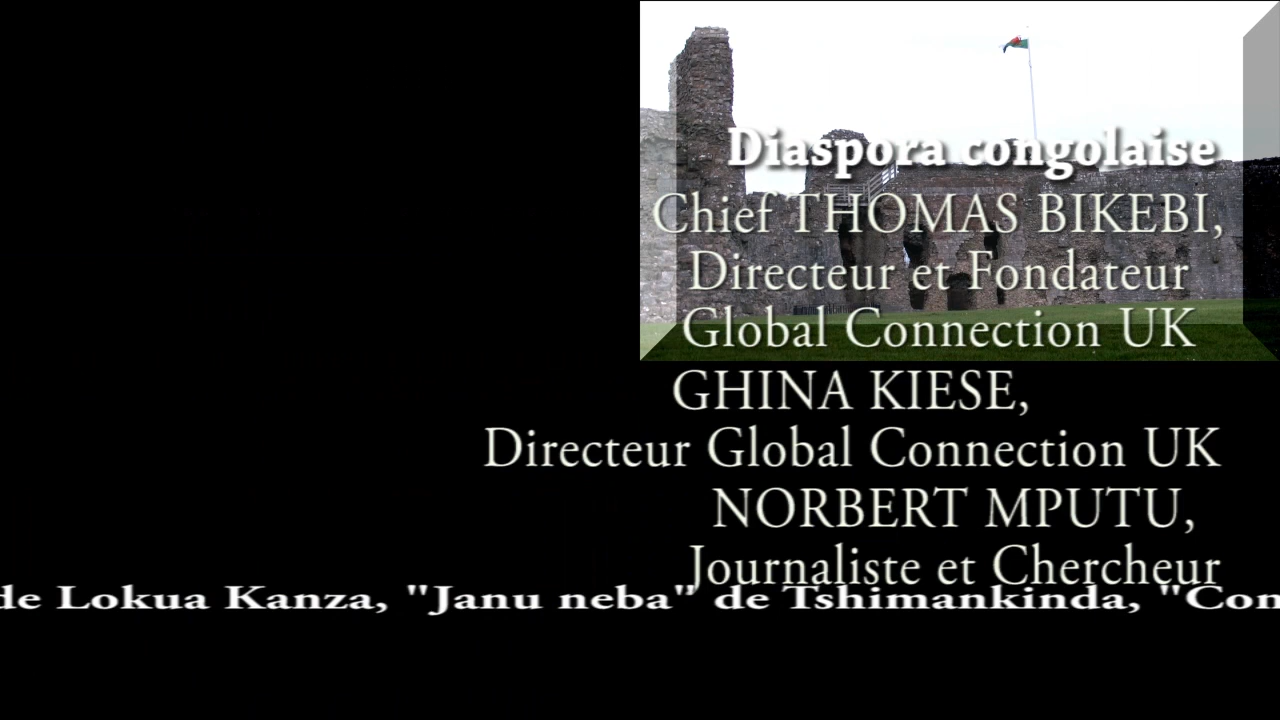 Diaspora congolaise
Chief THOMAS BIKEBI,
Directeur et Fondateur
Global Connection UK
GHINA KIESE,
Directeur Global Connection UK
NORBERT MPUTU,
Journaliste et Chercheur
de Lokua Kanza, "Janu neba" de Tshimankinda, "Con